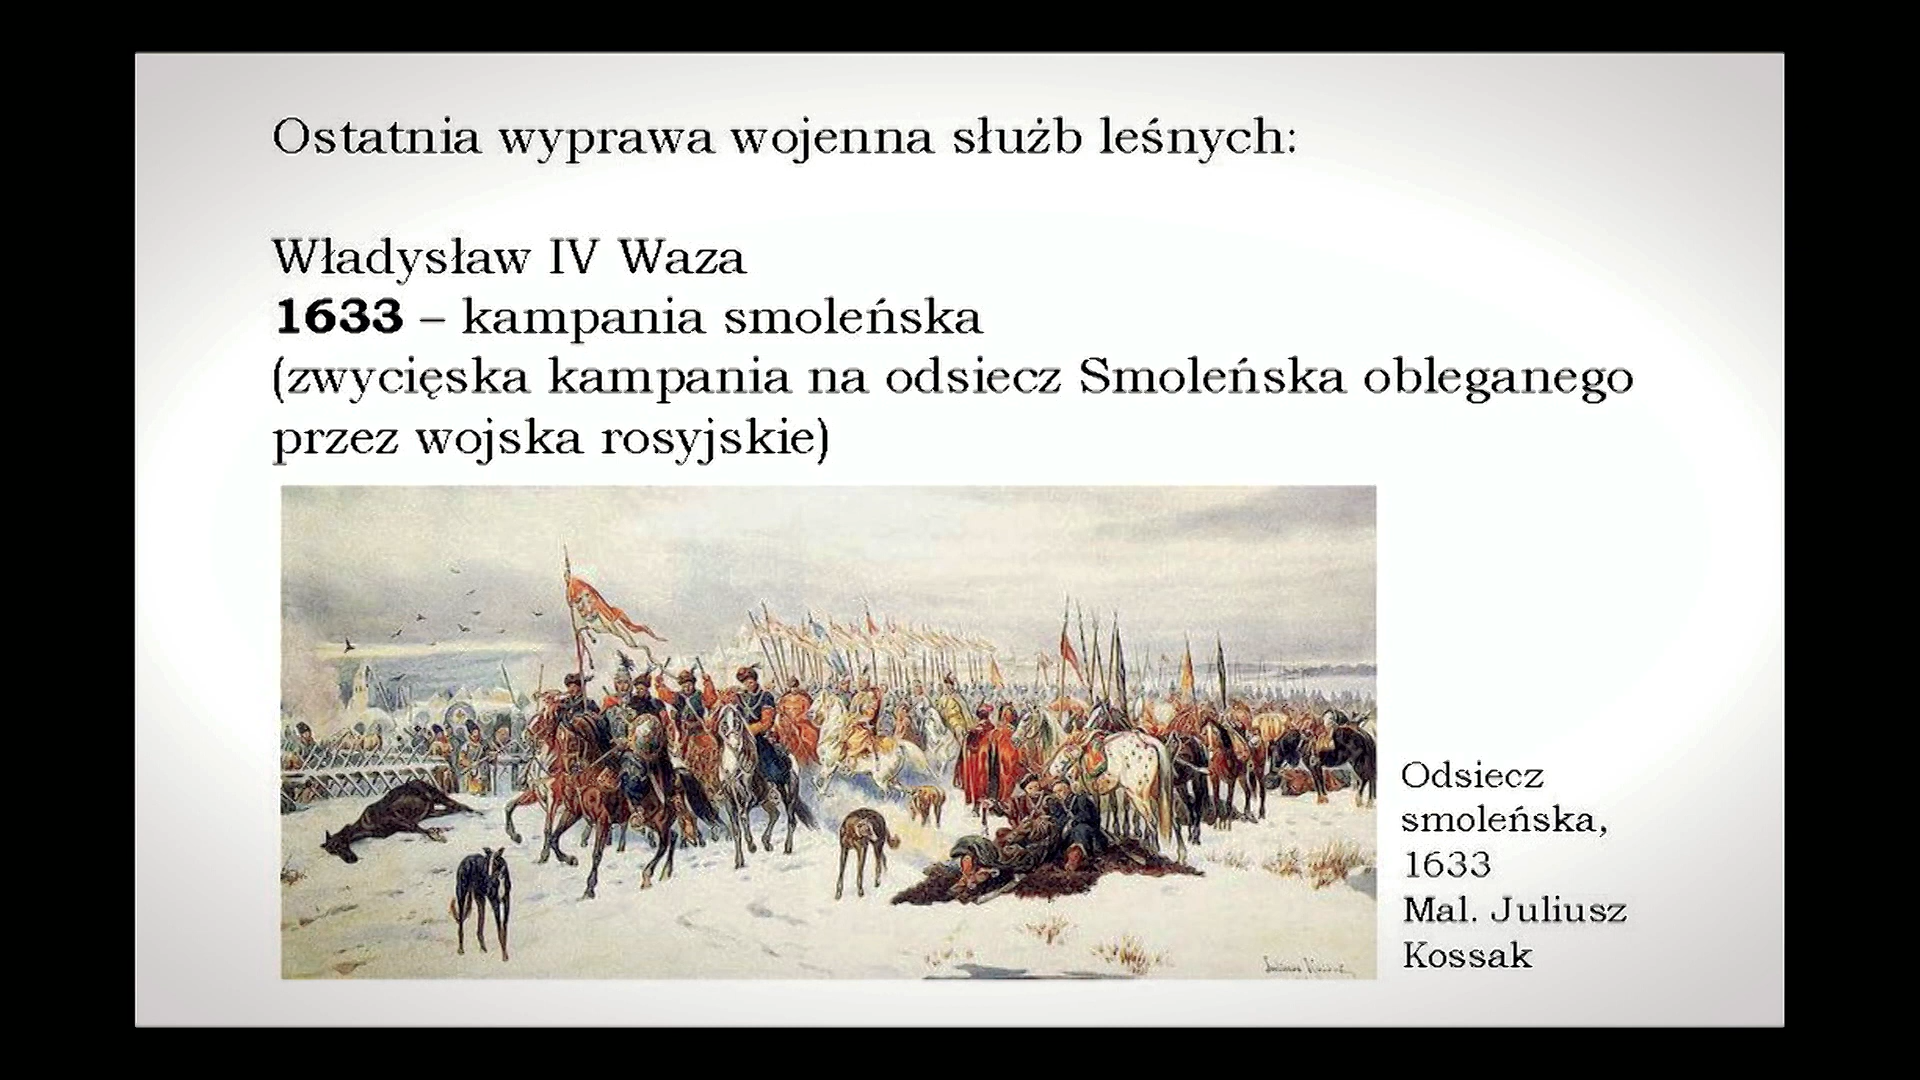 Ostatnia wyprawa wojenna służb leśnych:
Władysław IV Waza
1633 – kampania smoleńska
(zwycięska kampania na odsiecz Smoleńska obleganego
przez wojska rosyjskie)
Odsiecz
smoleńska,
1633
Mal. Juliusz
Kossak